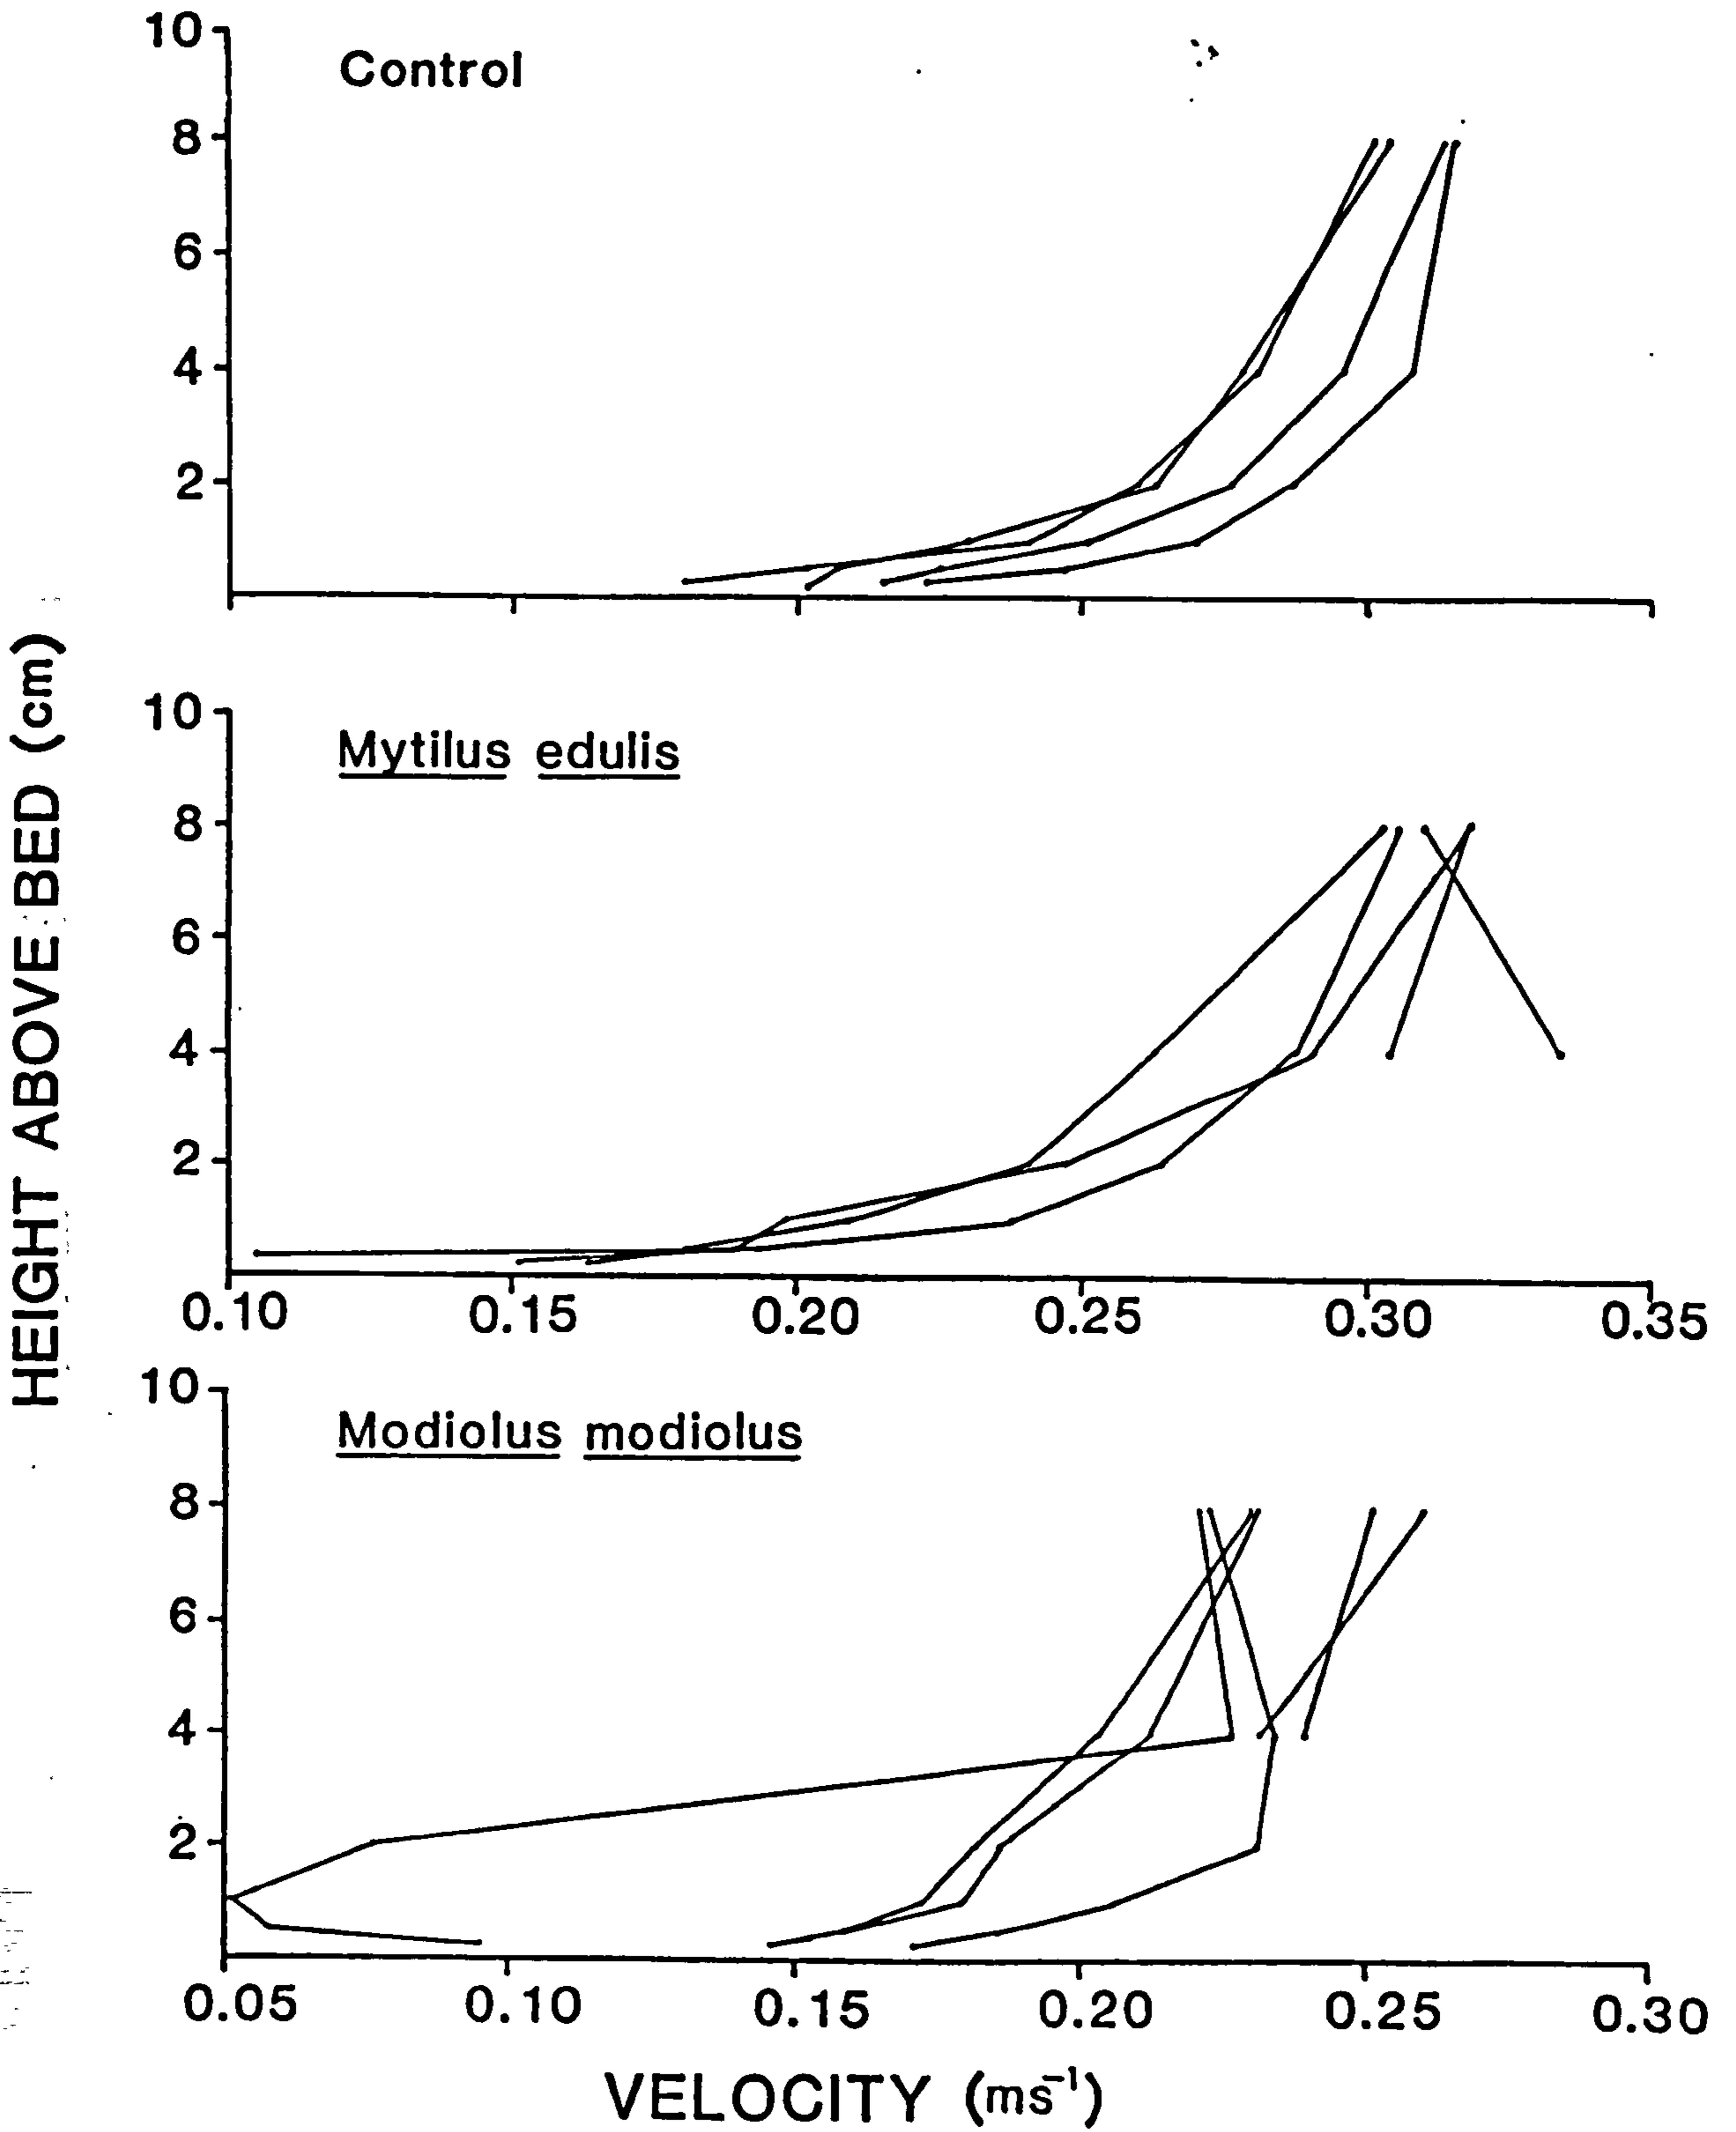 HEIGHT ABOVE BED (cm)
Control
10
8
6
4
2
Mytilus edulis
10
8
6
4
2
0.10 0.15 0.20 0.25 0.30 0.35
Modiolus modiolus
10
8
6
4
2
0.05 0.10 0.15 0.20 0.25 0.30
VELOCITY (ms⁻¹)